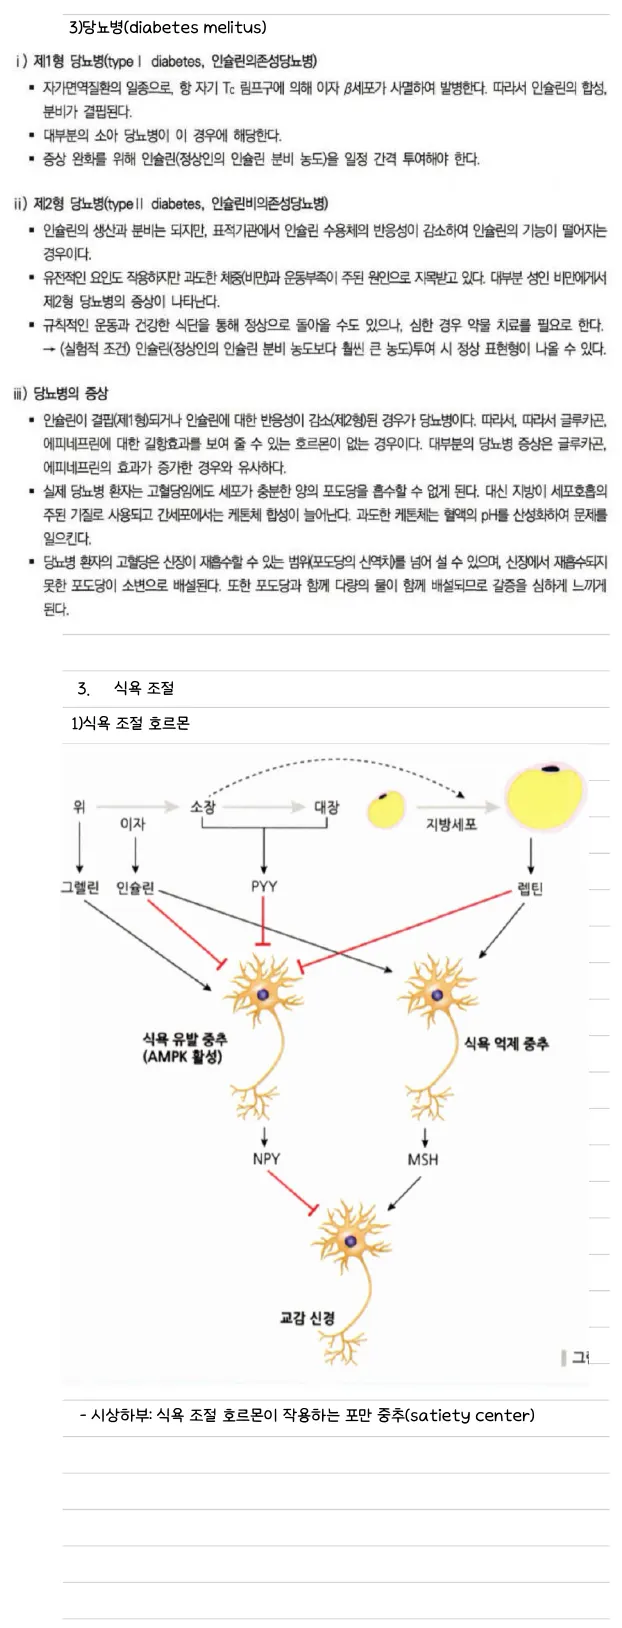 3)당뇨병(diabetes melitus)
i) 제1형 당뇨병(typeⅠ diabetes, 인슐린의존성당뇨병)
▪ 자가면역질환의 일종으로, 항 자기 Tc 림프구에 의해 이자 β세포가 사멸하여 발병한다. 따라서 인슐린의 합성,
분비가 결핍된다.
▪ 대부분의 소아 당뇨병이 이 경우에 해당한다.
▪ 증상 완화를 위해 인슐린(정상인의 인슐린 분비 농도)을 일정 간격 투여해야 한다.
ii) 제2형 당뇨병(typeⅡ diabetes, 인슐린비의존성당뇨병)
▪ 인슐린의 생산과 분비는 되지만, 표적기관에서 인슐린 수용체의 반응성이 감소하여 인슐린의 기능이 떨어지는
경우이다.
▪ 유전적인 요인도 작용하지만 과도한 체중(비만)과 운동부족이 주된 원인으로 지목받고 있다. 대부분 성인 비만에게서
제2형 당뇨병의 증상이 나타난다.
▪ 규칙적인 운동과 건강한 식단을 통해 정상으로 돌아올 수도 있으나, 심한 경우 약물 치료를 필요로 한다.
→ (실험적 조건) 인슐린(정상인의 인슐린 분비 농도보다 훨씬 큰 농도)투여 시 정상 표현형이 나올 수 있다.
iii) 당뇨병의 증상
▪ 인슐린이 결핍(제1형)되거나 인슐린에 대한 반응성이 감소(제2형)된 경우가 당뇨병이다. 따라서, 따라서 글루카곤,
에피네프린에 대한 길항효과를 보여 줄 수 있는 호르몬이 없는 경우이다. 대부분의 당뇨병 증상은 글루카곤,
에피네프린의 효과가 증가한 경우와 유사하다.
▪ 실제 당뇨병 환자는 고혈당임에도 세포가 충분한 양의 포도당을 흡수할 수 없게 된다. 대신 지방이 세포호흡의
주된 기질로 사용되고 간세포에서는 케톤체 합성이 늘어난다. 과도한 케톤체는 혈액의 pH를 산성화하여 문제를
일으킨다.
▪ 당뇨병 환자의 고혈당은 신장이 재흡수할 수 있는 범위(포도당의 신역치)를 넘어 설 수 있으며, 신장에서 재흡수되지
못한 포도당이 소변으로 배설된다. 또한 포도당과 함께 다량의 물이 함께 배설되므로 갈증을 심하게 느끼게
된다.
3. 식욕 조절
1)식욕 조절 호르몬
위 소장 대장
이자 지방세포
그렐린 인슐린 PYY 렙틴
식욕 유발 중추
(AMPK 활성)
식욕 억제 중추
NPY MSH
교감 신경
그
- 시상하부: 식욕 조절 호르몬이 작용하는 포만 중추(satiety center)